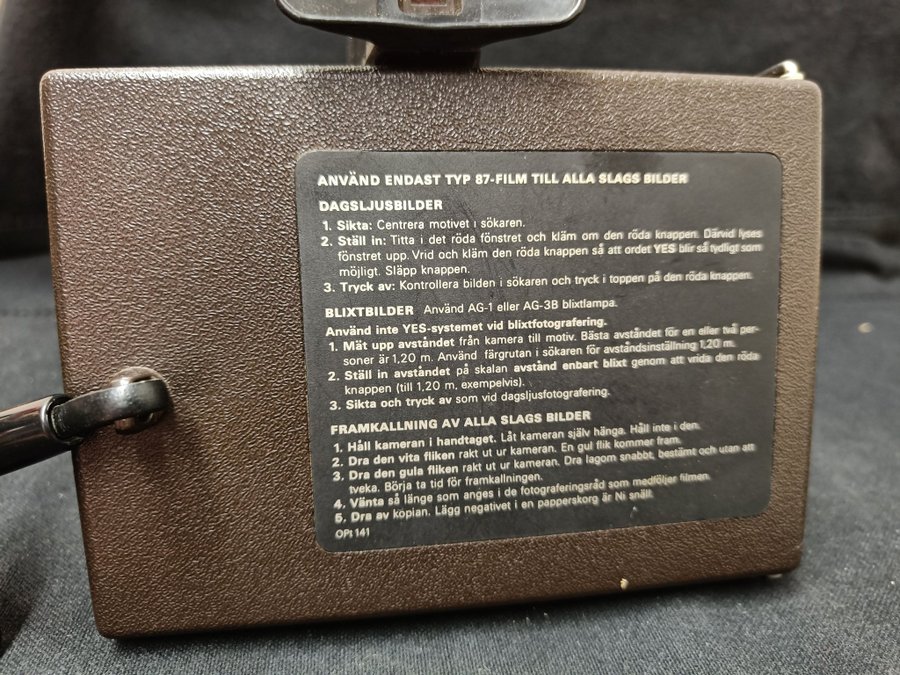 ANVÄND ENDAST TYP 87-FILM TILL ALLA SLAGS BILDER
DAGSLJUSBILDER
1. Sikta: Centrera motivet i sökaren.
2. Ställ in: Titta i det röda fönstret och kläm om den röda knappen. Därvid lyses
fönstret upp. Vrid och kläm den röda knappen så att ordet YES blir så tydligt som
möjligt. Släpp knappen.
3. Tryck av: Kontrollera bilden i sökaren och tryck i toppen på den röda knappen.
BLIXTBILDER Använd AG-1 eller AG-3B blixtlampa.
Använd inte YES-systemet vid blixtfotografering.
1. Mät upp avståndet från kamera till motiv. Bästa avståndet för en eller två per-
soner är 1,20 m. Använd färgrutan i sökaren för avståndsinställning 1,20 m.
2. Ställ in avståndet på skalan avstånd enbart blixt genom att vrida den röda
knappen (till 1,20 m, exempelvis).
3. Sikta och tryck av som vid dagsljusfotografering.
FRAMKALLNING AV ALLA SLAGS BILDER
1. Håll kameran i handtaget. Låt kameran själv hänga. Håll inte i den.
2. Dra den vita fliken rakt ut ur kameran. En gul flik kommer fram.
3. Dra den gula fliken rakt ut ur kameran. Dra lagom snabbt, bestämt och utan att
tveka. Börja ta tid för framkallningen.
4. Vänta så länge som anges i de fotograferingsråd som medföljer filmen
5. Dra av kopian. Lägg negativet i en papperskorg är Ni snäll.
OPt 141